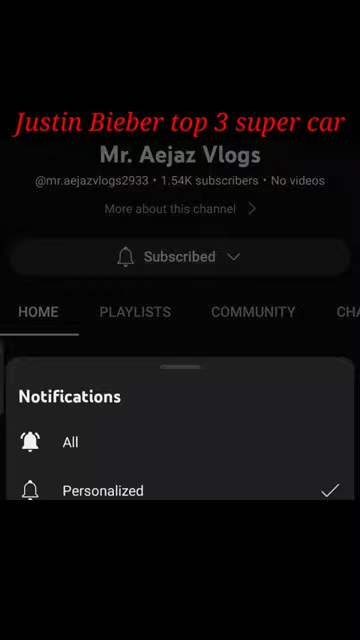 Justin Bieber top 3 super car
Mr. Aejaz Vlogs
@mr.aejazvlogs2933 • 1.54K subscribers • No videos
More about this channel
Subscribed
HOME PLAYLISTS COMMUNITY CHA
Notifications
All
Personalized